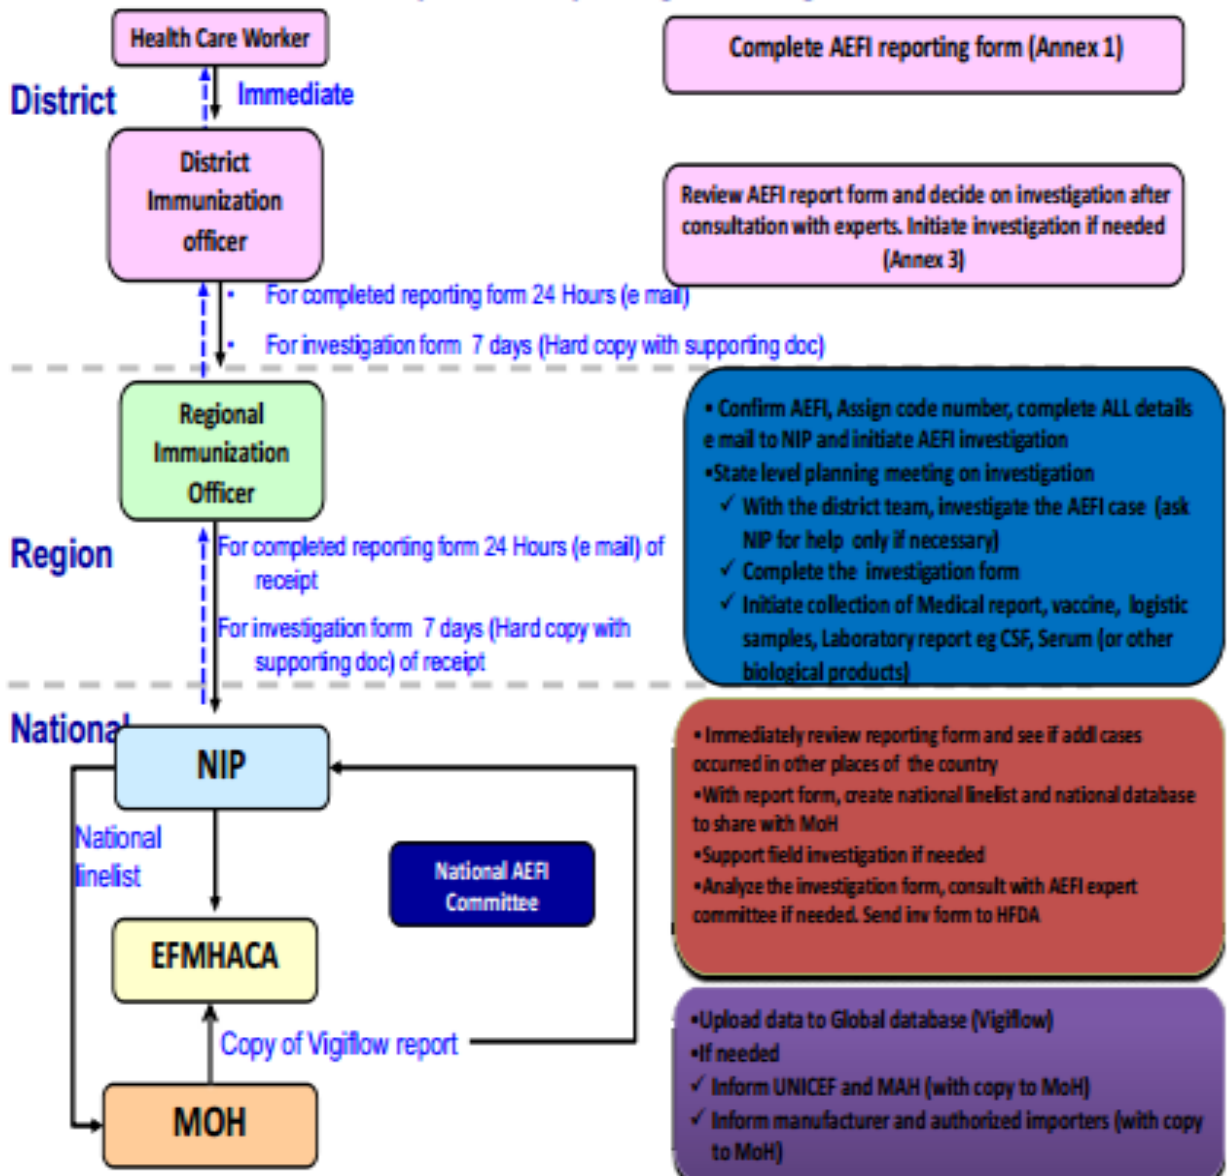 Health Care Worker
Complete AEFI reporting form (Annex 1)
District
Immediate
District
Immunization
officer
Review AEFI report form and decide on investigation after
consultation with experts. Initiate investigation if needed
(Annex 3)
• For completed reporting form 24 Hours (e mail)
• For investigation form 7 days (Hard copy with supporting doc)
Regional
Immunization
Officer
• Confirm AEFI, Assign code number, complete ALL details
e mail to NIP and initiate AEFI investigation
•State level planning meeting on investigation
✓ With the district team, investigate the AEFI case (ask
NIP for help only if necessary)
✓ Complete the investigation form
✓ Initiate collection of Medical report, vaccine, logistic
samples, Laboratory report eg CSF, Serum (or other
biological products)
Region
For completed reporting form 24 Hours (e mail) of
receipt
For investigation form 7 days (Hard copy with
supporting doc) of receipt
National
NIP
National
linelist
National AEFI
Committee
• Immediately review reporting form and see if addl cases
occurred in other places of the country
•With report form, create national linelist and national database
to share with MoH
•Support field investigation if needed
•Analyze the investigation form, consult with AEFI expert
committee if needed. Send inv form to HFDA
EFMHACA
Copy of Vigiflow report
MOH
•Upload data to Global database (Vigiflow)
•If needed
✓ Inform UNICEF and MAH (with copy to MoH)
✓ Inform manufacturer and authorized importers (with copy
to MoH)